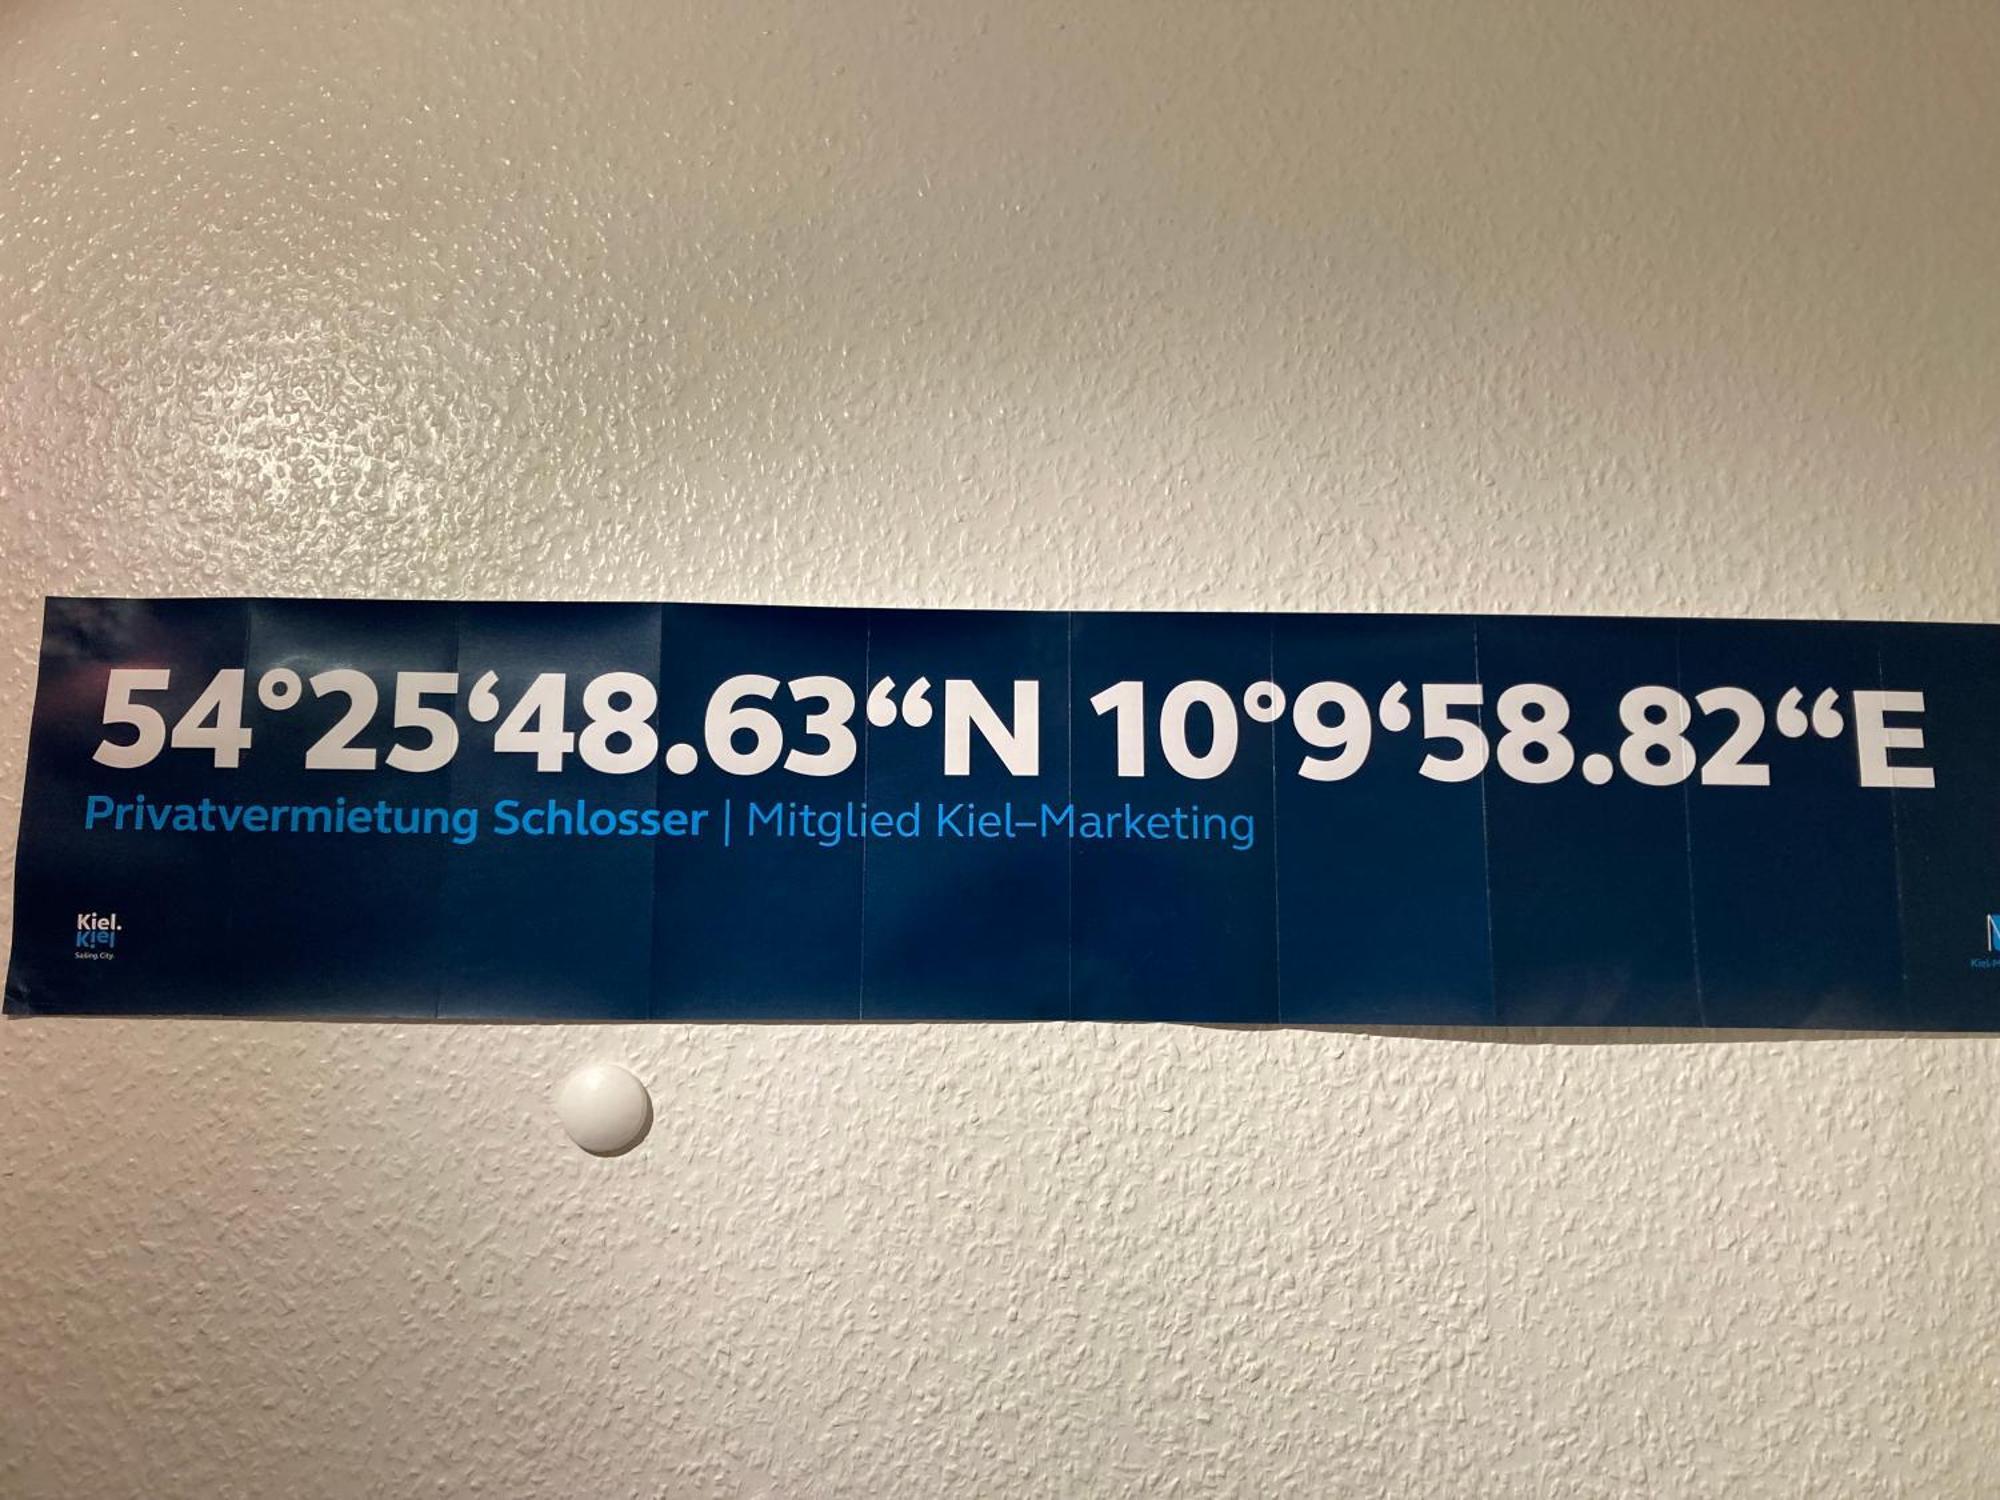 54°25‘48.63“N 10°9‘58.82“E
Privatvermietung Schlosser | Mitglied Kiel-Marketing
Kiel.
Kiel
Sailing. City.